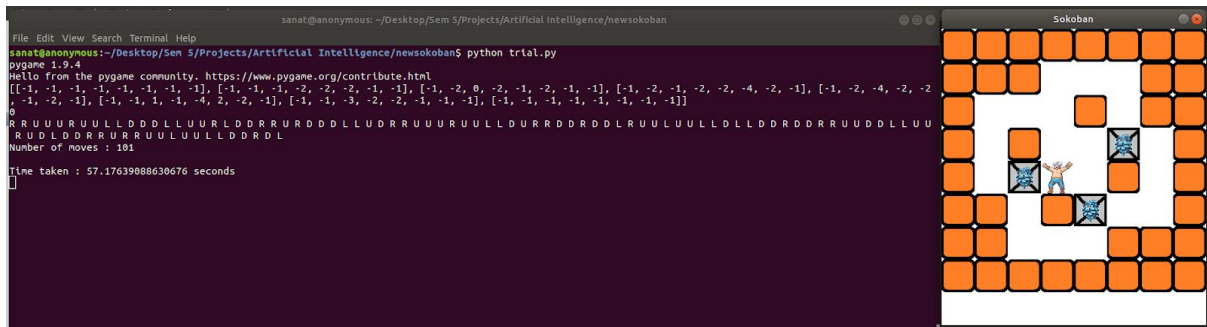 sanat@anonymous: ~/Desktop/Sem 5/Projects/Artificial Intelligence/newsokoban
Sokoban
File Edit View Search Terminal Help
sanat@anonymous:~/Desktop/Sem 5/Projects/Artificial Intelligence/newsokoban$ python trial.py
pygame 1.9.4
Hello from the pygame community. https://www.pygame.org/contribute.html
[[-1, -1, -1, -1, -1, -1, -1, -1], [-1, -1, -1, -2, -2, -2, -1, -1], [-1, -2, 0, -2, -1, -2, -1, -1], [-1, -2, -1, -2, -2, -4, -2, -1], [-1, -2, -4, -2, -2
, -1, -2, -1], [-1, -1, 1, -1, -4, 2, -2, -1], [-1, -1, -3, -2, -2, -1, -1, -1], [-1, -1, -1, -1, -1, -1, -1, -1]]
0
R R U U U R U U L L D D D L L U U R L D D R R U R D D D L L U D R R U U U R U U L L D U R R D D R D D L R U U L U U L L D L L D D R D D R R U U D D L L U U
R U D L D D R R U R R U U L U U L L D D R D L
Number of moves : 101
Time taken : 57.17639088630676 seconds